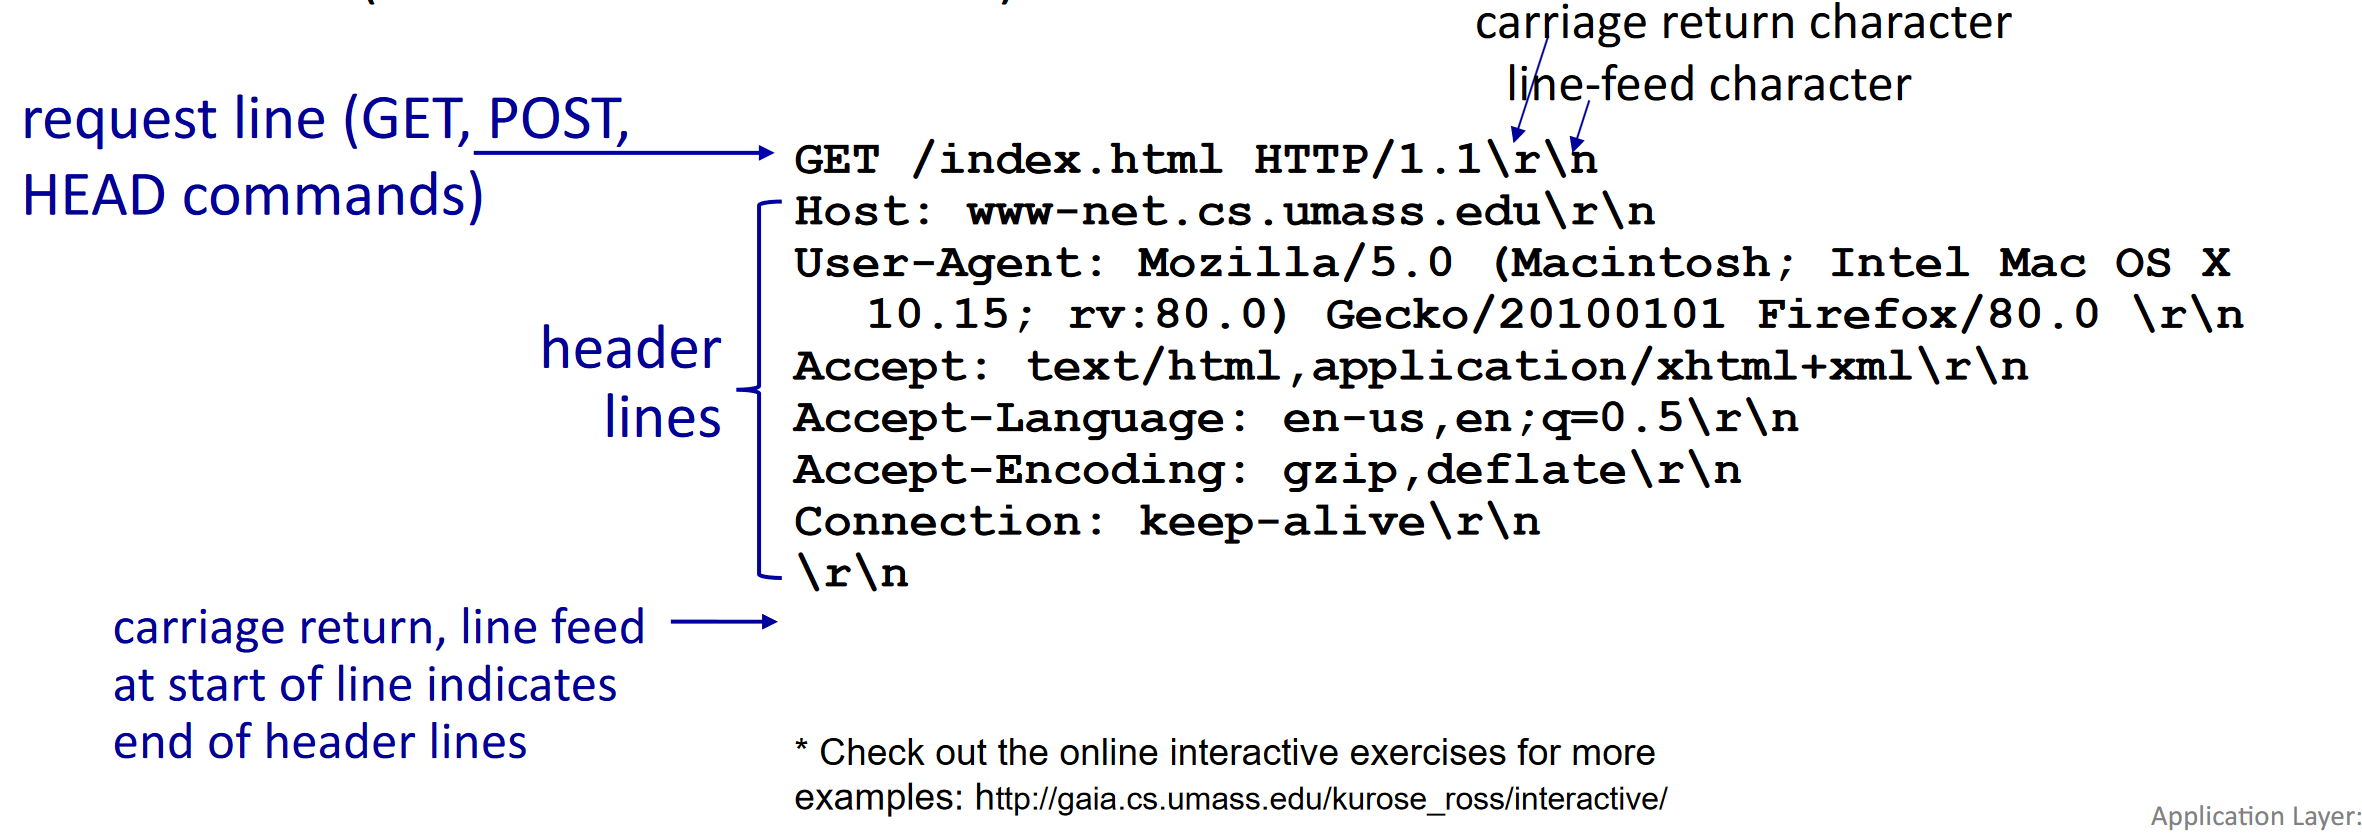 carriage return character
line-feed character
request line (GET, POST,
HEAD commands)
GET /index.html HTTP/1.1\r\n
Host: www-net.cs.umass.edu\r\n
User-Agent: Mozilla/5.0 (Macintosh; Intel Mac OS X
10.15; rv:80.0) Gecko/20100101 Firefox/80.0 \r\n
Accept: text/html,application/xhtml+xml\r\n
Accept-Language: en-us,en;q=0.5\r\n
Accept-Encoding: gzip,deflate\r\n
Connection: keep-alive\r\n
\r\n
header
lines
carriage return, line feed
at start of line indicates
end of header lines
* Check out the online interactive exercises for more
examples: http://gaia.cs.umass.edu/kurose_ross/interactive/
Application Layer: